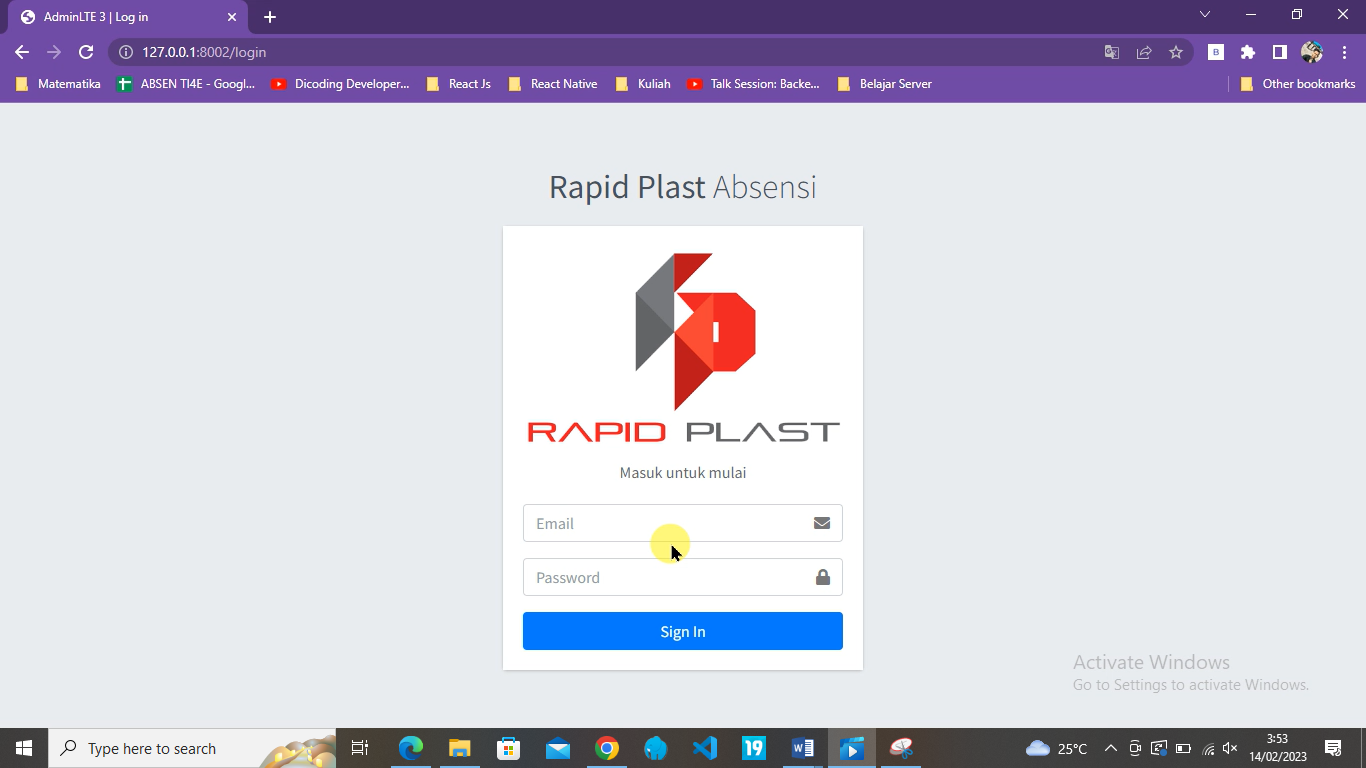 AdminLTE 3 | Log in
127.0.0.1:8002/login
B
Matematika
ABSEN TI4E - Googl...
Dicoding Developer...
React Js
React Native
Kuliah
Talk Session: Backe...
Belajar Server
Other bookmarks
Rapid Plast Absensi
RAPID PLAST
Masuk untuk mulai
Email
Password
Sign In
Activate Windows
Go to Settings to activate Windows.
Type here to search
19
25°C
3:53
14/02/2023